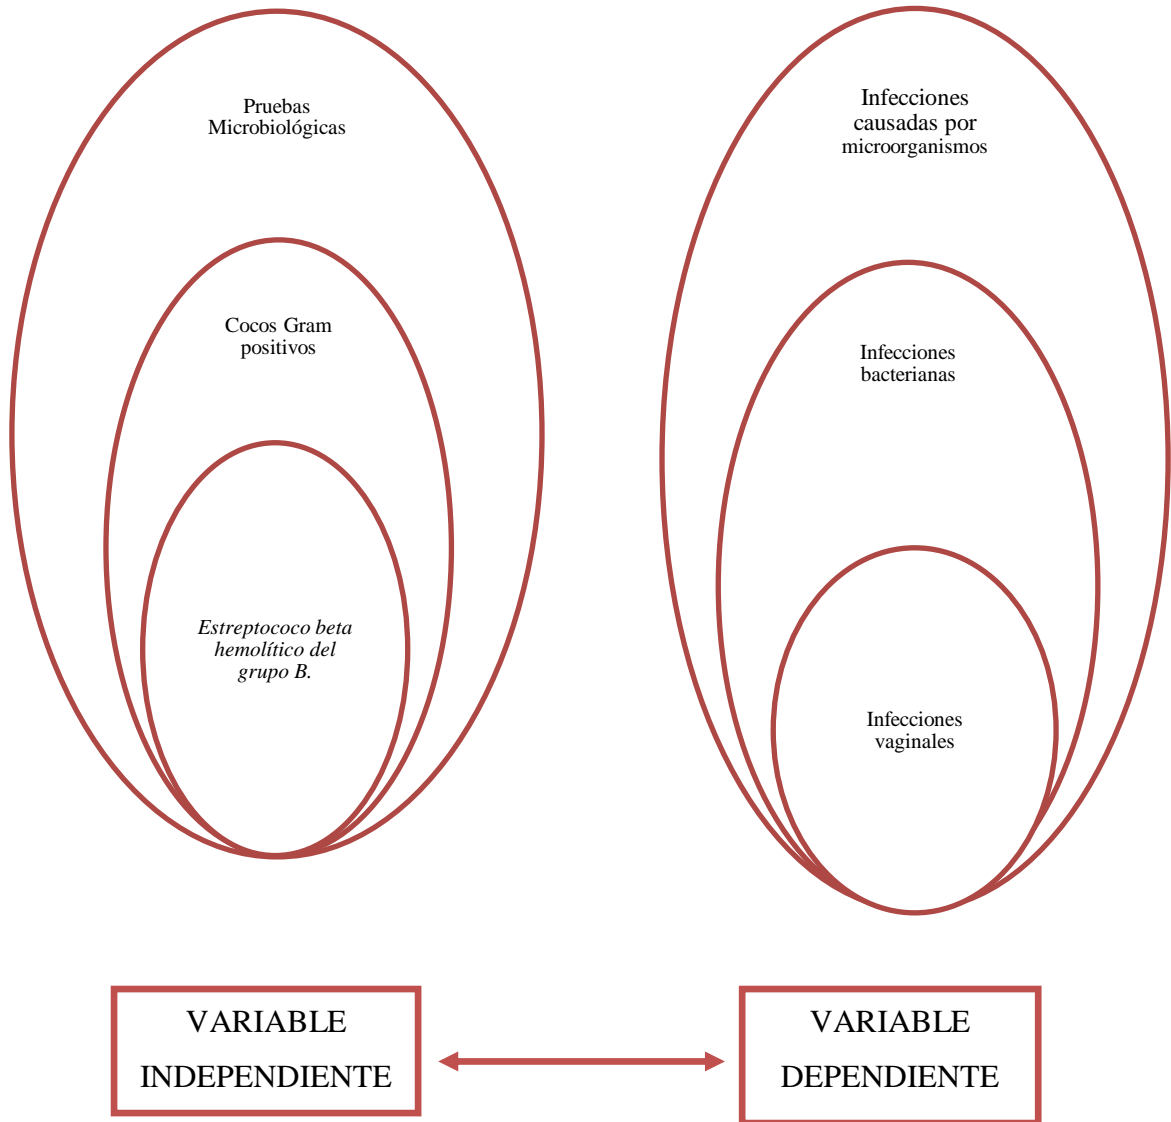 Pruebas
Microbiológicas
Cocos Gram
positivos
Estreptococo beta
hemolítico del
grupo B.
Infecciones
causadas por
microorganismos
Infecciones
bacterianas
Infecciones
vaginales
VARIABLE
INDEPENDIENTE
VARIABLE
DEPENDIENTE